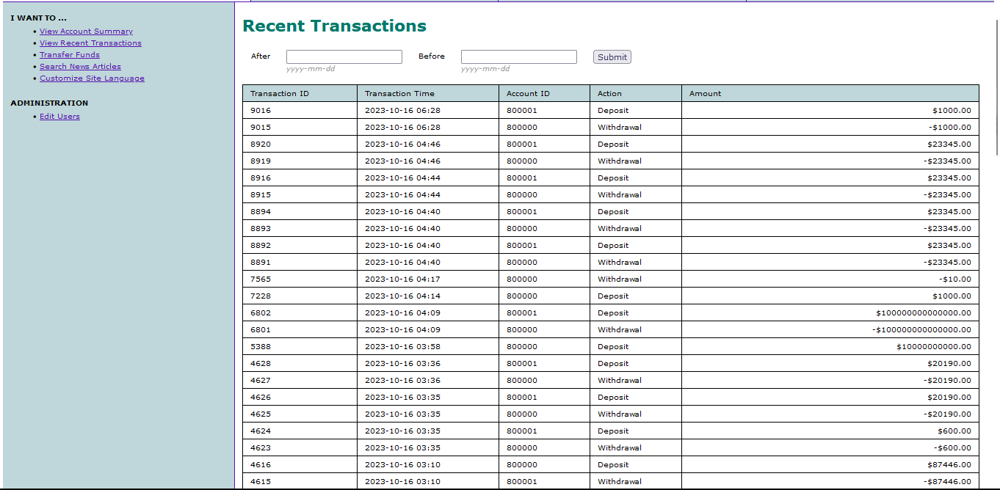 I WANT TO ...
• View Account Summary
• View Recent Transactions
• Transfer Funds
• Search News Articles
• Customize Site Language
ADMINISTRATION
• Edit Users
Recent Transactions
After Before Submit
yyyy-mm-dd yyyy-mm-dd
Transaction ID Transaction Time Account ID Action Amount
9016 2023-10-16 06:28 800001 Deposit $1000.00
9015 2023-10-16 06:28 800000 Withdrawal -$1000.00
8920 2023-10-16 04:46 800001 Deposit $23345.00
8919 2023-10-16 04:46 800000 Withdrawal -$23345.00
8916 2023-10-16 04:44 800001 Deposit $23345.00
8915 2023-10-16 04:44 800000 Withdrawal -$23345.00
8894 2023-10-16 04:40 800001 Deposit $23345.00
8893 2023-10-16 04:40 800000 Withdrawal -$23345.00
8892 2023-10-16 04:40 800001 Deposit $23345.00
8891 2023-10-16 04:40 800000 Withdrawal -$23345.00
7565 2023-10-16 04:17 800000 Withdrawal -$10.00
7228 2023-10-16 04:14 800000 Deposit $1000.00
6802 2023-10-16 04:09 800001 Deposit $100000000000000.00
6801 2023-10-16 04:09 800000 Withdrawal -$100000000000000.00
5388 2023-10-16 03:58 800000 Deposit $10000000000.00
4628 2023-10-16 03:36 800001 Deposit $20190.00
4627 2023-10-16 03:36 800000 Withdrawal -$20190.00
4626 2023-10-16 03:35 800001 Deposit $20190.00
4625 2023-10-16 03:35 800000 Withdrawal -$20190.00
4624 2023-10-16 03:35 800001 Deposit $600.00
4623 2023-10-16 03:35 800000 Withdrawal -$600.00
4616 2023-10-16 03:10 800000 Deposit $87446.00
4615 2023-10-16 03:10 800001 Withdrawal -$87446.00